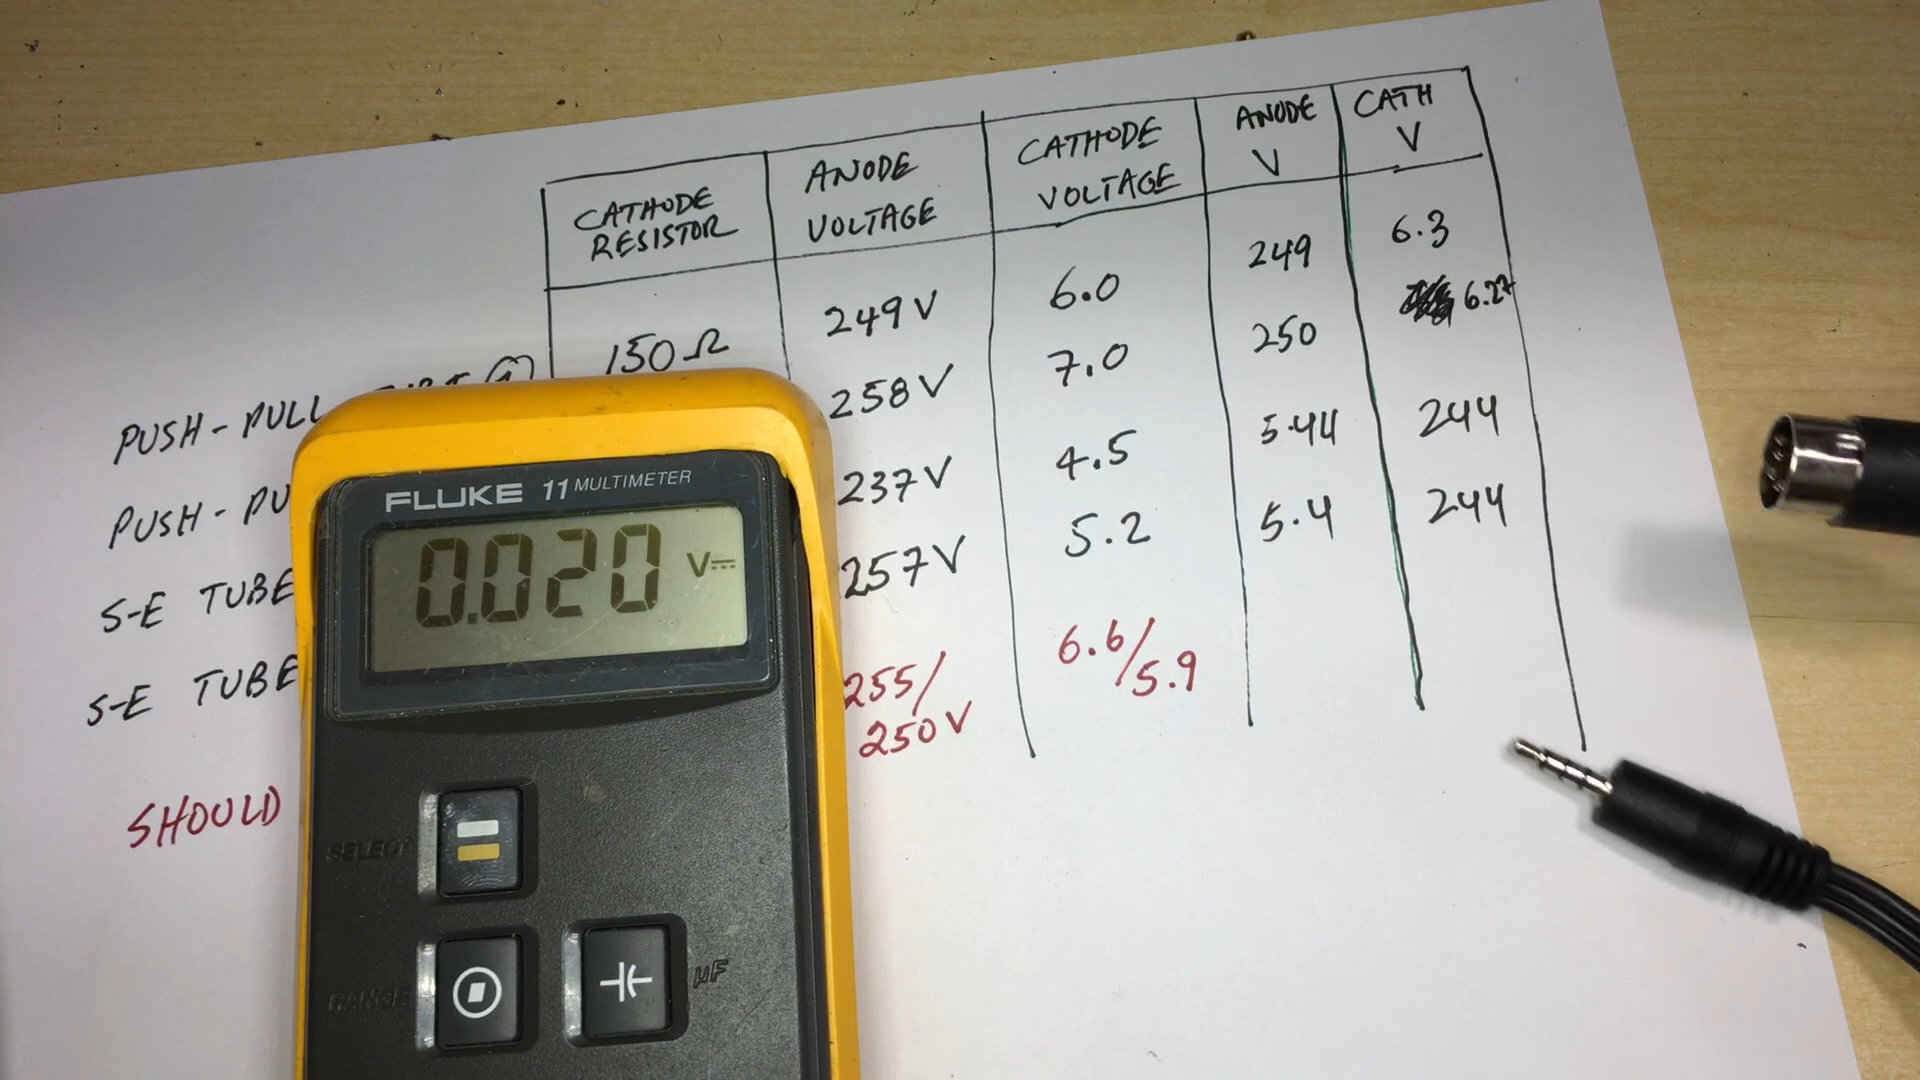 CATHODE RESISTOR
ANODE VOLTAGE
CATHODE VOLTAGE
ANODE V
CATH V
150Ω 249V 6.0 249 6.3
PUSH-PULL 258V 7.0 250 6.27
PUSH-PU 237V 4.5 5.44 244
S-E TUBE 257V 5.2 5.4 244
S-E TUBE 255/ 6.6/5.9
250V
SHOULD
FLUKE 11 MULTIMETER
0.020 V
SELECT
RANGE
µF